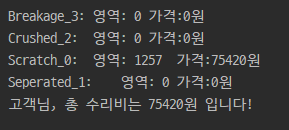 Breakage_3: 영역: 0 가격:0원
Crushed_2:  영역: 0 가격:0원
Scratch_0:  영역: 1257  가격:75420원
Seperated_1:    영역: 0 가격:0원
고객님, 총 수리비는 75420원 입니다!